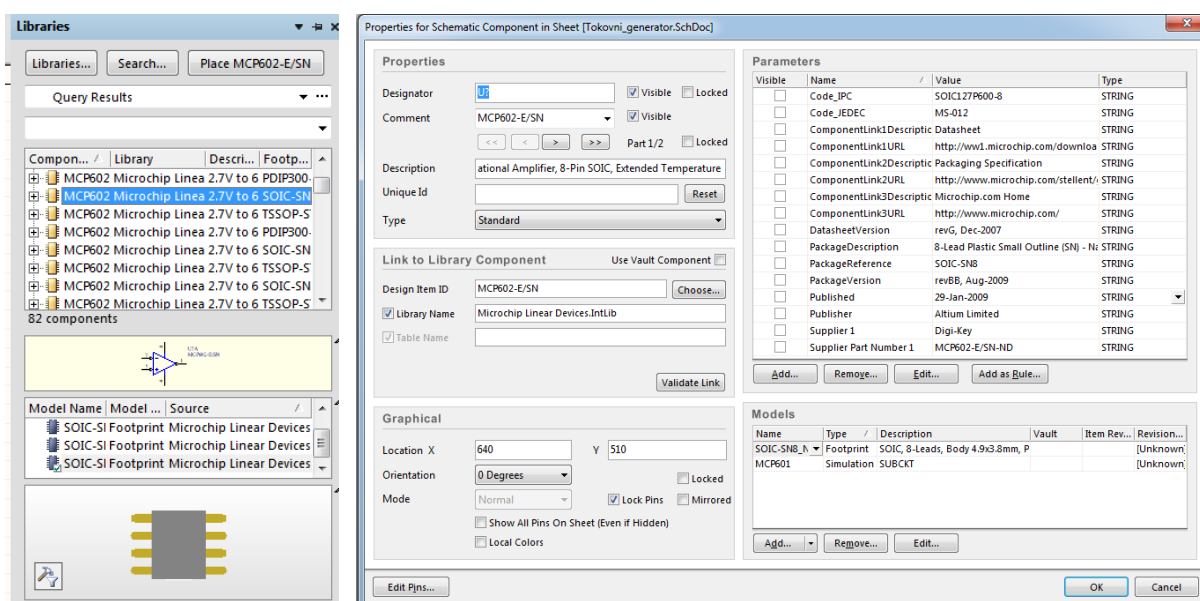 Libraries
Libraries...
Search...
Place MCP602-E/SN
Query Results
Compon...
Library
Descri...
Footp...
MCP602 Microchip Linea 2.7V to 6 PDIP300-
MCP602 Microchip Linea 2.7V to 6 SOIC-SN
MCP602 Microchip Linea 2.7V to 6 TSSOP-S
MCP602 Microchip Linea 2.7V to 6 PDIP300-
MCP602 Microchip Linea 2.7V to 6 SOIC-SN
MCP602 Microchip Linea 2.7V to 6 TSSOP-S
MCP602 Microchip Linea 2.7V to 6 SOIC-SN
MCP602 Microchip Linea 2.7V to 6 TSSOP-S
82 components
Model Name
Model ...
Source
SOIC-SI Footprint Microchip Linear Devices
SOIC-SI Footprint Microchip Linear Devices
SOIC-SI Footprint Microchip Linear Devices
Properties for Schematic Component in Sheet [Tokovni_generator.SchDoc]
Properties
Designator
U?
Visible
Locked
Comment
MCP602-E/SN
Visible
<<
<
>
>>
Part 1/2
Locked
Description
ational Amplifier, 8-Pin SOIC, Extended Temperature
Unique Id
Reset
Type
Standard
Link to Library Component
Use Vault Component
Design Item ID
MCP602-E/SN
Choose...
Library Name
Microchip Linear Devices.IntLib
Table Name
Validate Link
Graphical
Location X
640
Y
510
Orientation
0 Degrees
Locked
Mode
Normal
Lock Pins
Mirrored
Show All Pins On Sheet (Even if Hidden)
Local Colors
Edit Pins...
Parameters
Visible
Name
Value
Type
Code_IPC SOIC127P600-8 STRING
Code_JEDEC MS-012 STRING
ComponentLink1Descriptic Datasheet STRING
ComponentLink1URL http://ww1.microchip.com/downloa STRING
ComponentLink2Descriptic Packaging Specification STRING
ComponentLink2URL http://www.microchip.com/stellent/ STRING
ComponentLink3Descriptic Microchip.com Home STRING
ComponentLink3URL http://www.microchip.com/ STRING
DatasheetVersion revG, Dec-2007 STRING
PackageDescription 8-Lead Plastic Small Outline (SN) - Na STRING
PackageReference SOIC-SN8 STRING
PackageVersion revBB, Aug-2009 STRING
Published 29-Jan-2009 STRING
Publisher Altium Limited STRING
Supplier 1 Digi-Key STRING
Supplier Part Number 1 MCP602-E/SN-ND STRING
Add...
Remove...
Edit...
Add as Rule...
Models
Name
Type
Description
Vault
Item Rev...
Revision...
SOIC-SN8_N Footprint SOIC, 8-Leads, Body 4.9x3.8mm, P [Unknown]
MCP601 Simulation SUBCKT [Unknown]
Add...
Remove...
Edit...
OK
Cancel